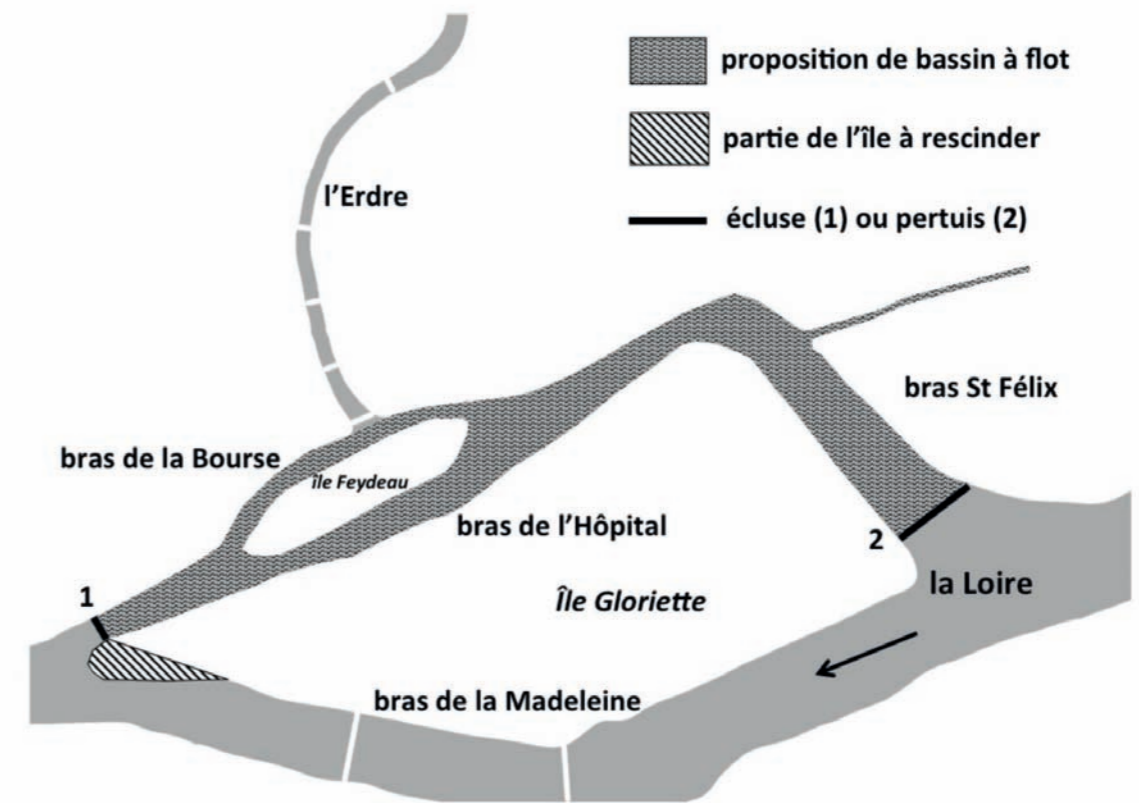 proposition de bassin à flot
partie de l'île à rescinder
écluse (1) ou pertuis (2)
l'Erdre
bras St Félix
bras de la Bourse
île Feydeau
bras de l'Hôpital
2
la Loire
1
Île Gloriette
bras de la Madeleine